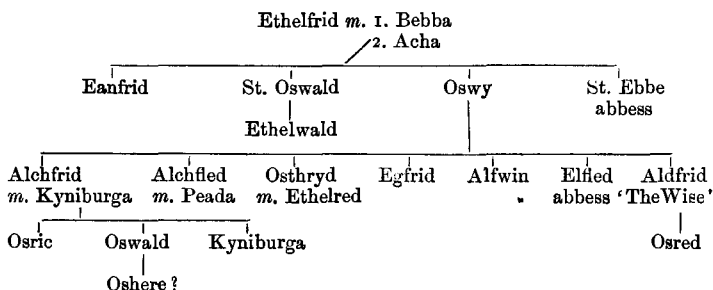 Ethelfrid m. 1. Bebba
2. Acha
Eanfrid St. Oswald Oswy St. Ebbe
abbess
Ethelwald
Alchfrid Alchfled Osthryd Egfrid Alfwin Elfled Aldfrid
m. Kyniburga m. Peada m. Ethelred abbess 'The Wise'
Osric Oswald Kyniburga Osred
Oshere?